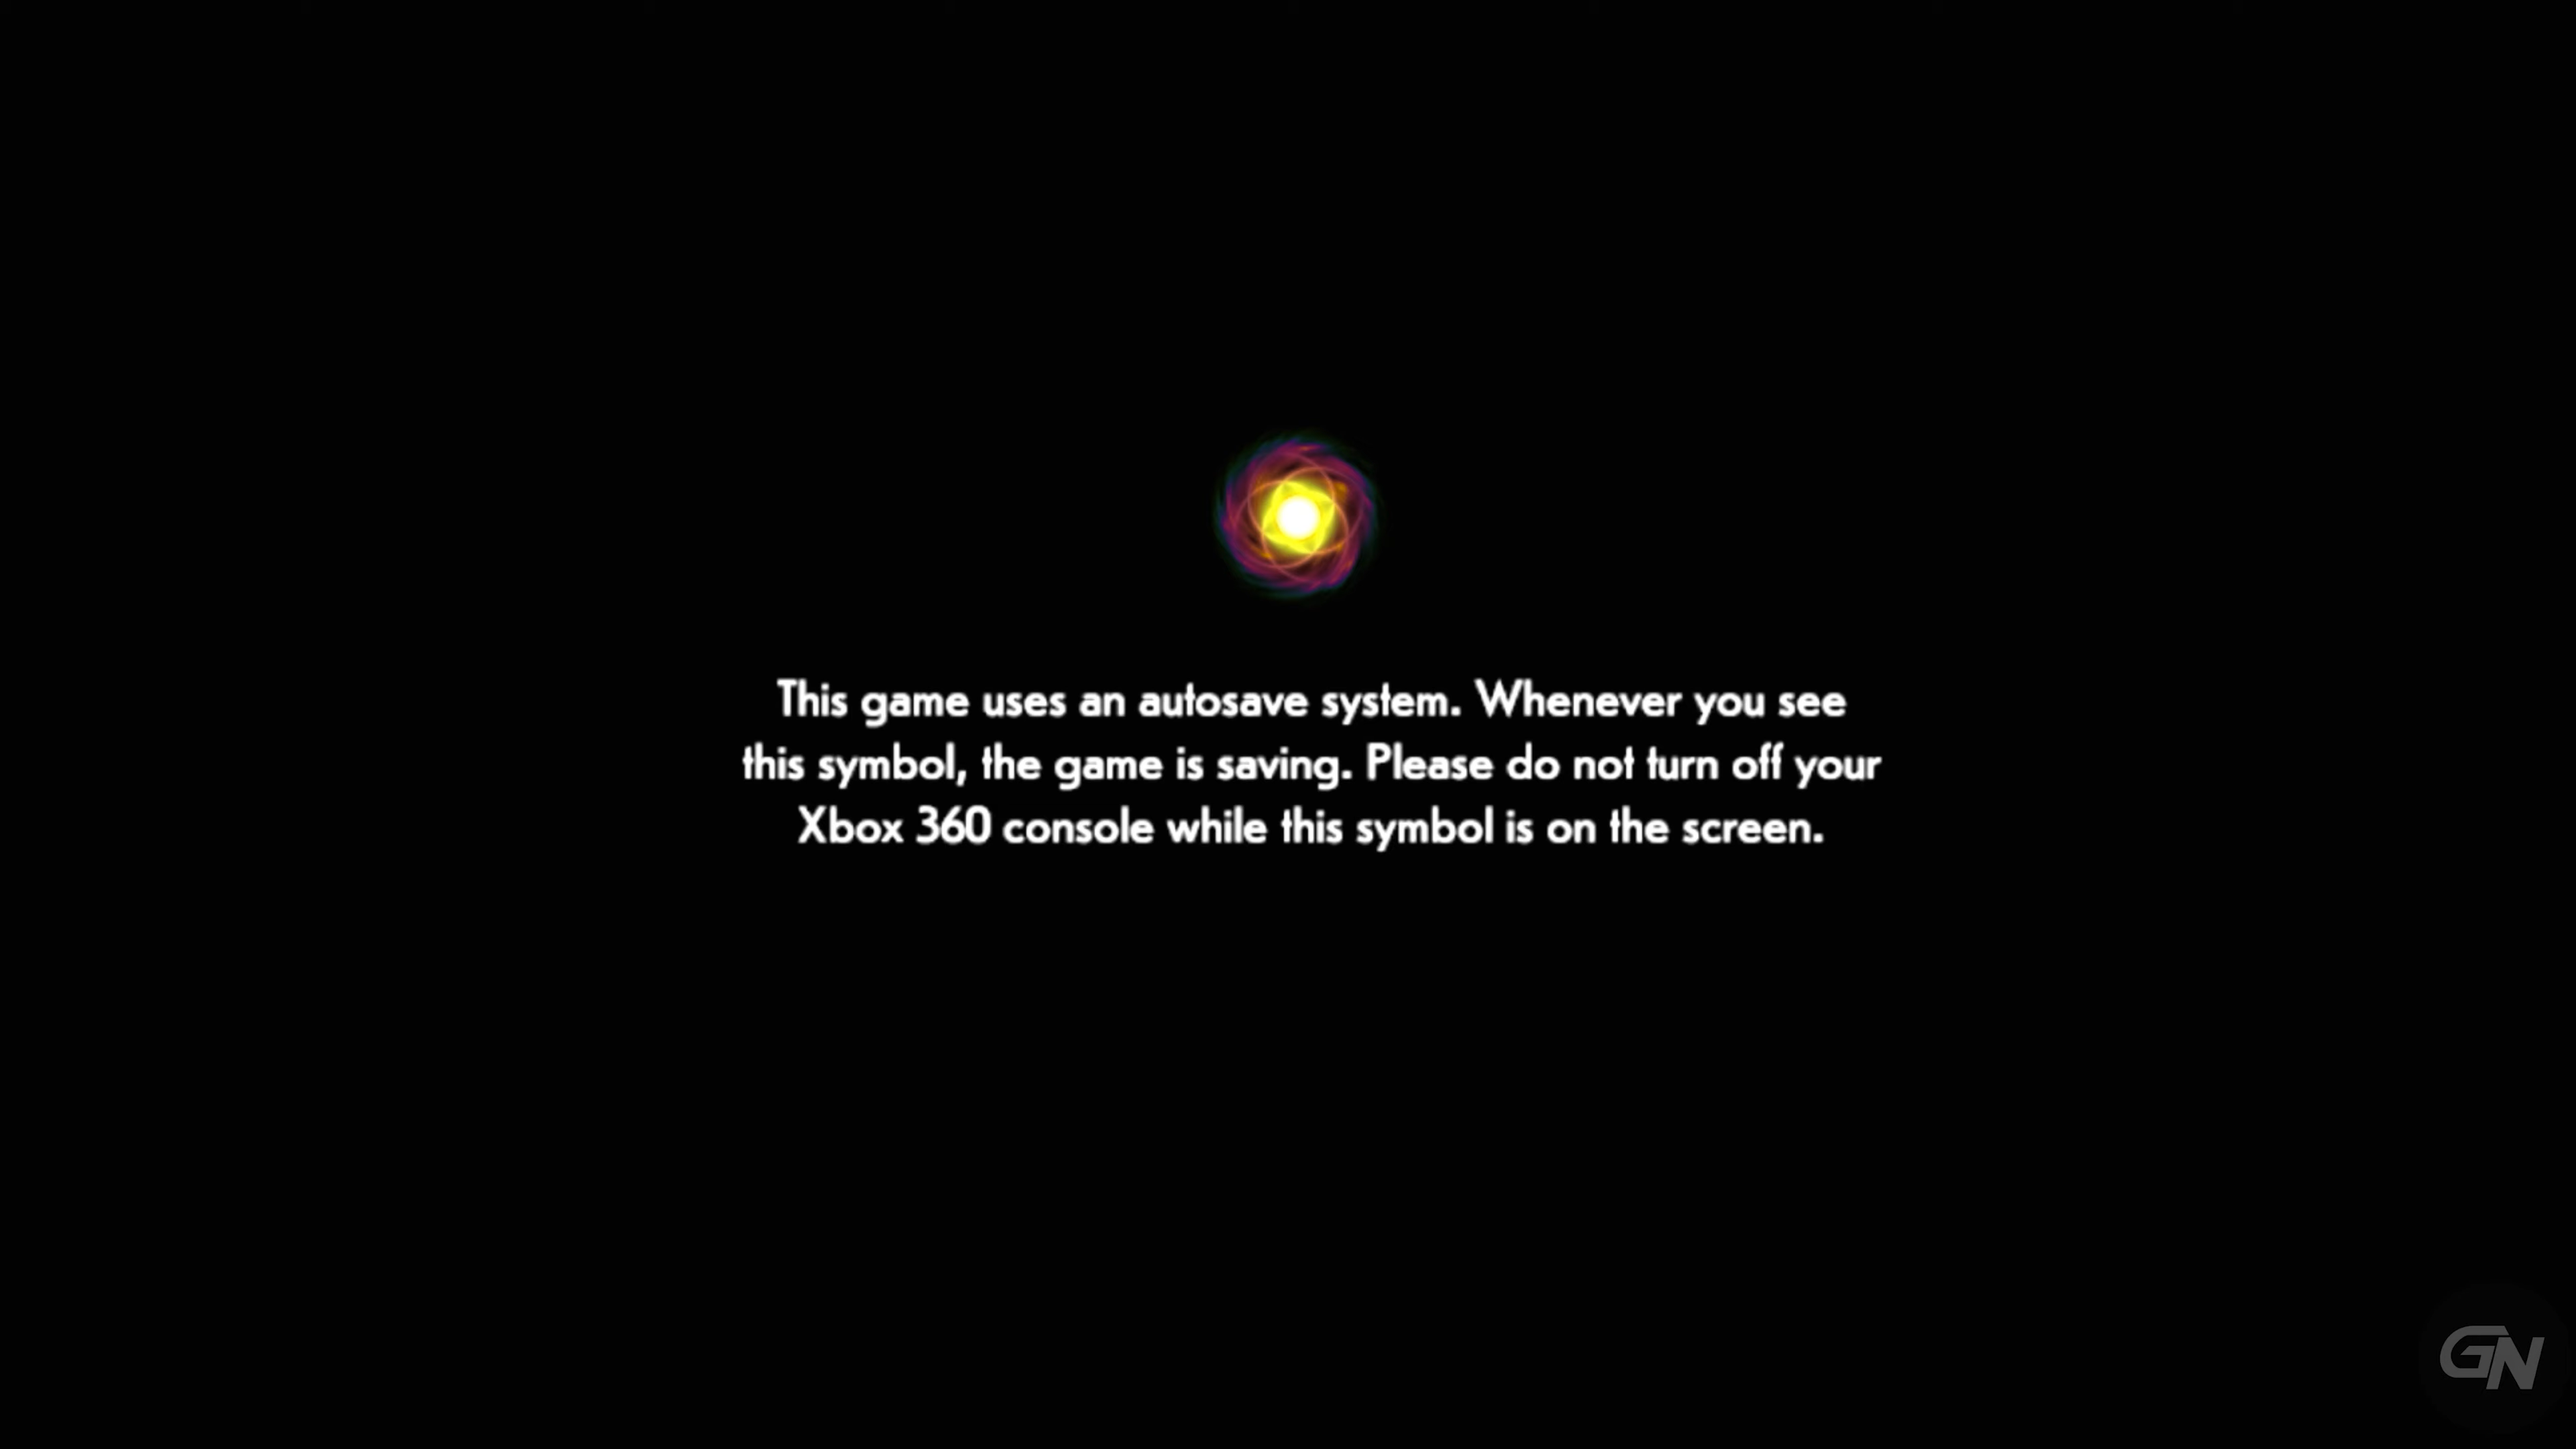 This game uses an autosave system. Whenever you see
this symbol, the game is saving. Please do not turn off your
Xbox 360 console while this symbol is on the screen.
GN